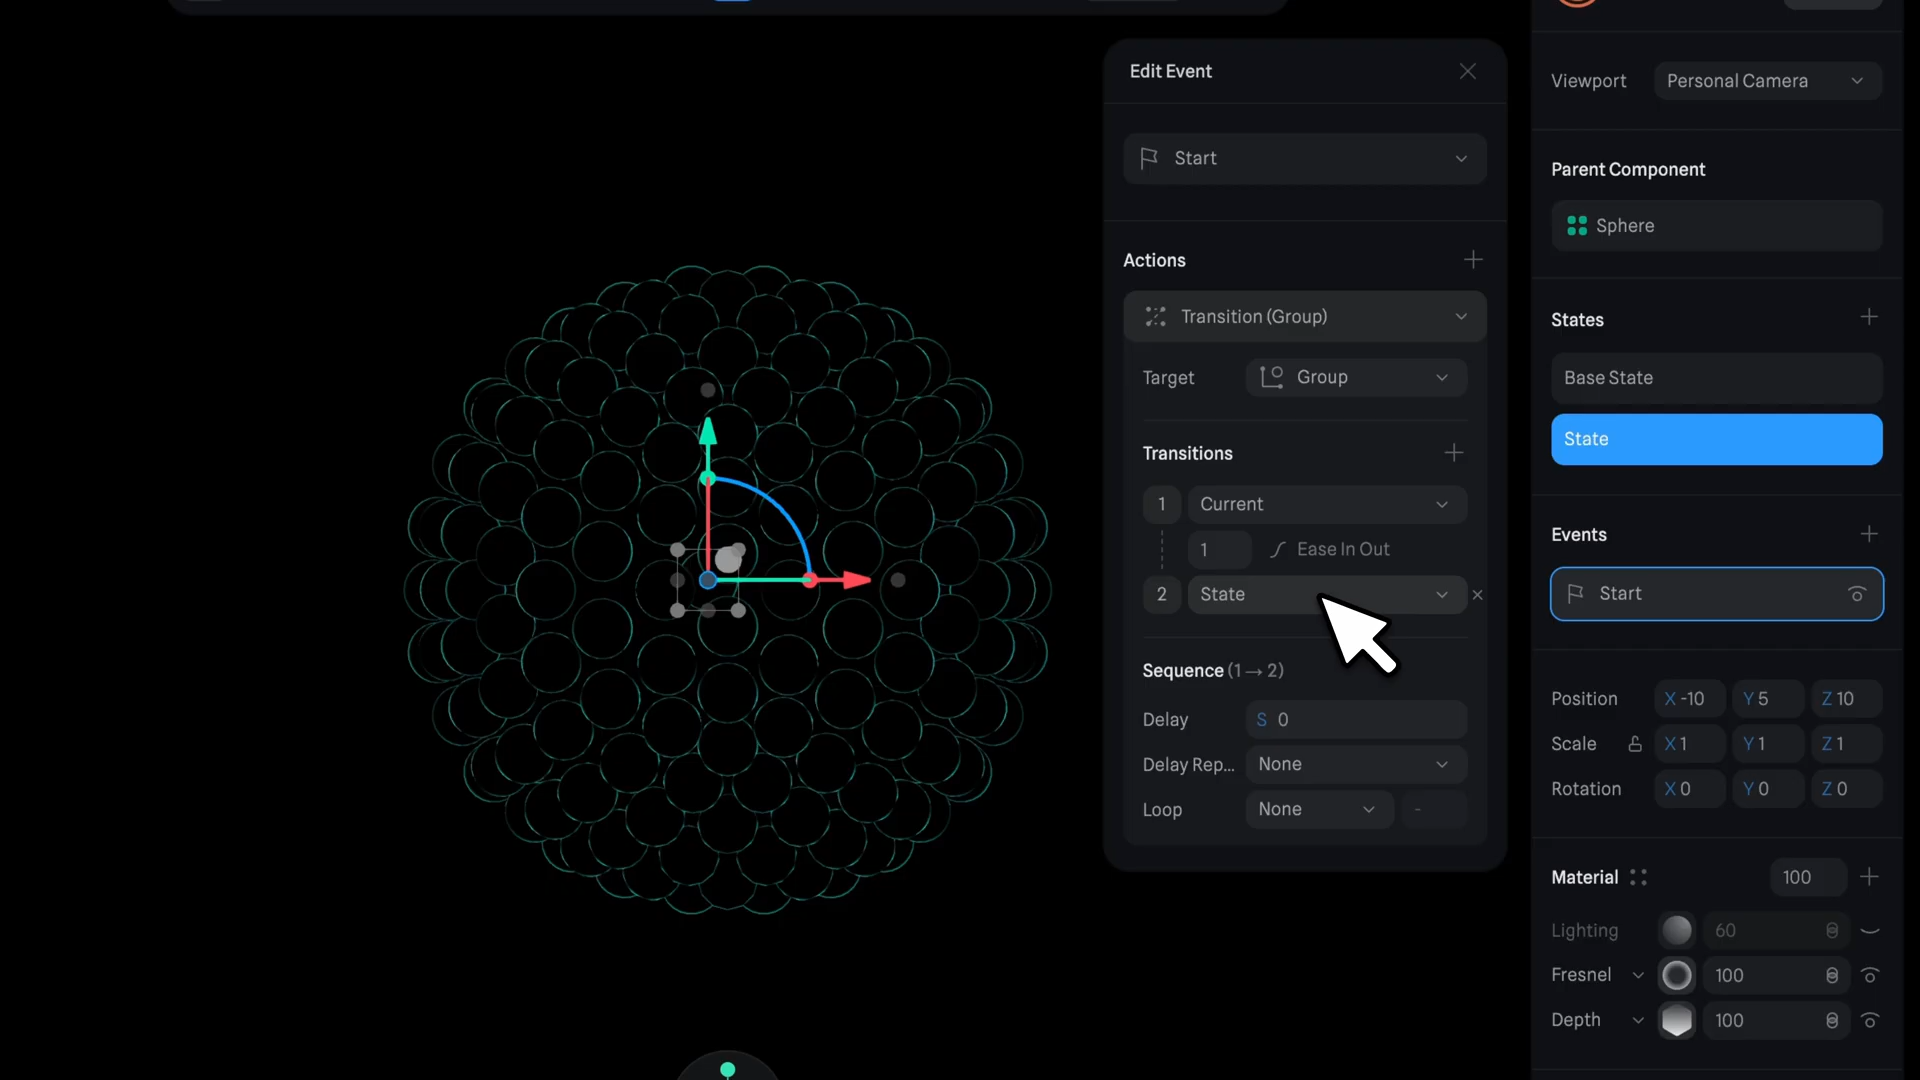 Edit Event
Start
Actions
Transition (Group)
Target Group
Transitions
1 Current
1 Ease In Out
2 State
Sequence (1 → 2)
Delay S 0
Delay Rep... None
Loop None -
Viewport Personal Camera
Parent Component
Sphere
States
Base State
State
Events
Start
Position X -10 Y 5 Z 10
Scale X 1 Y 1 Z 1
Rotation X 0 Y 0 Z 0
Material 100
Lighting 60
Fresnel 100
Depth 100